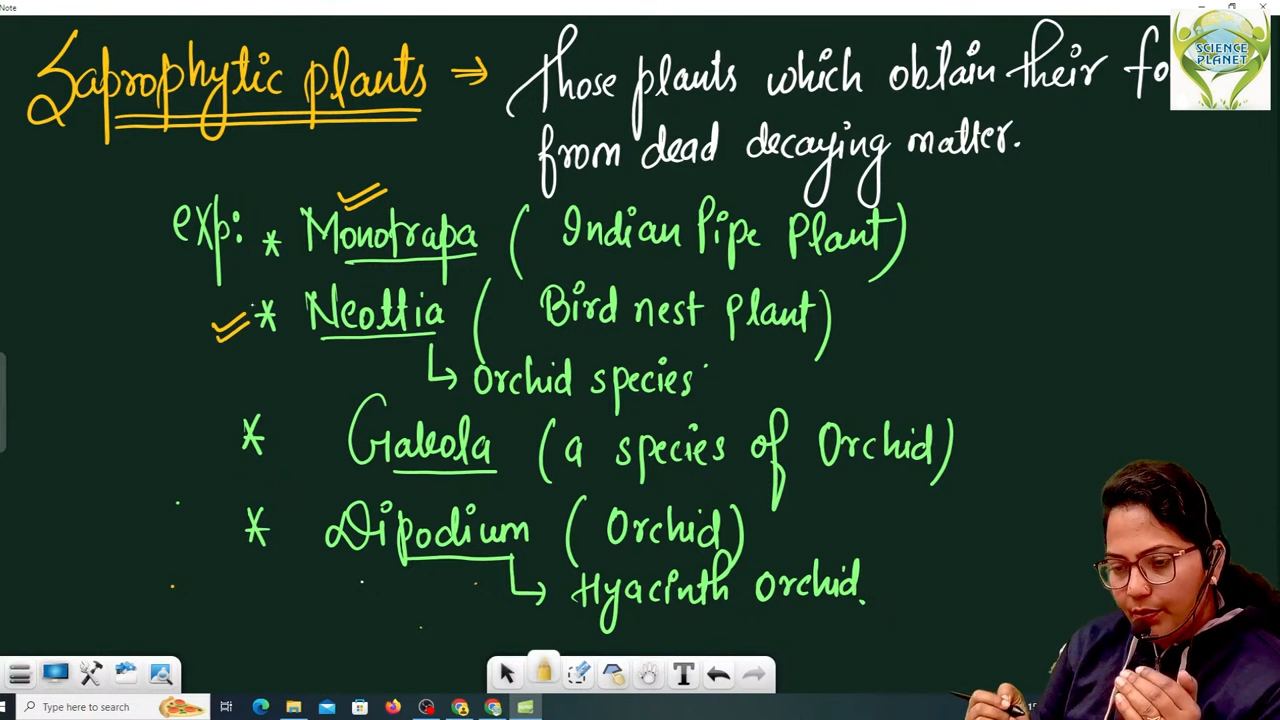 Note
SCIENCE PLANET
Saprophytic plants ⇒ Those plants which obtain their fo
from dead decaying matter.
exp: * Monotrapa ( Indian Pipe Plant)
* Neottia ( Bird nest plant)
↳ Orchid species
* Galeola (a species of Orchid)
* Dipodium ( Orchid)
↳ Hyacinth orchid.
T
Type here to search